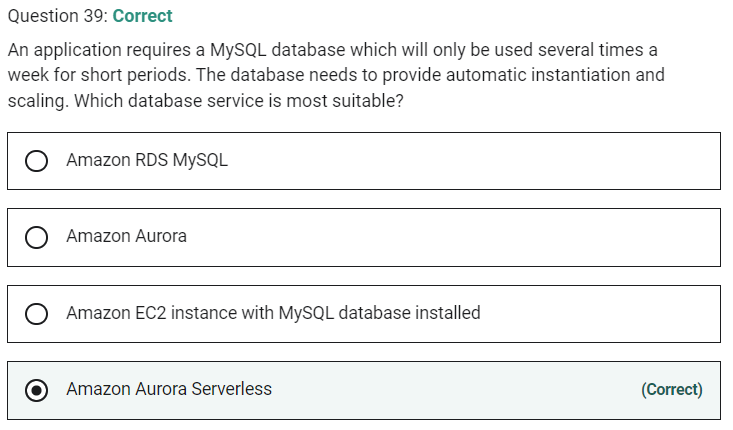 Question 39: Correct
An application requires a MySQL database which will only be used several times a
week for short periods. The database needs to provide automatic instantiation and
scaling. Which database service is most suitable?
Amazon RDS MySQL
Amazon Aurora
Amazon EC2 instance with MySQL database installed
Amazon Aurora Serverless (Correct)